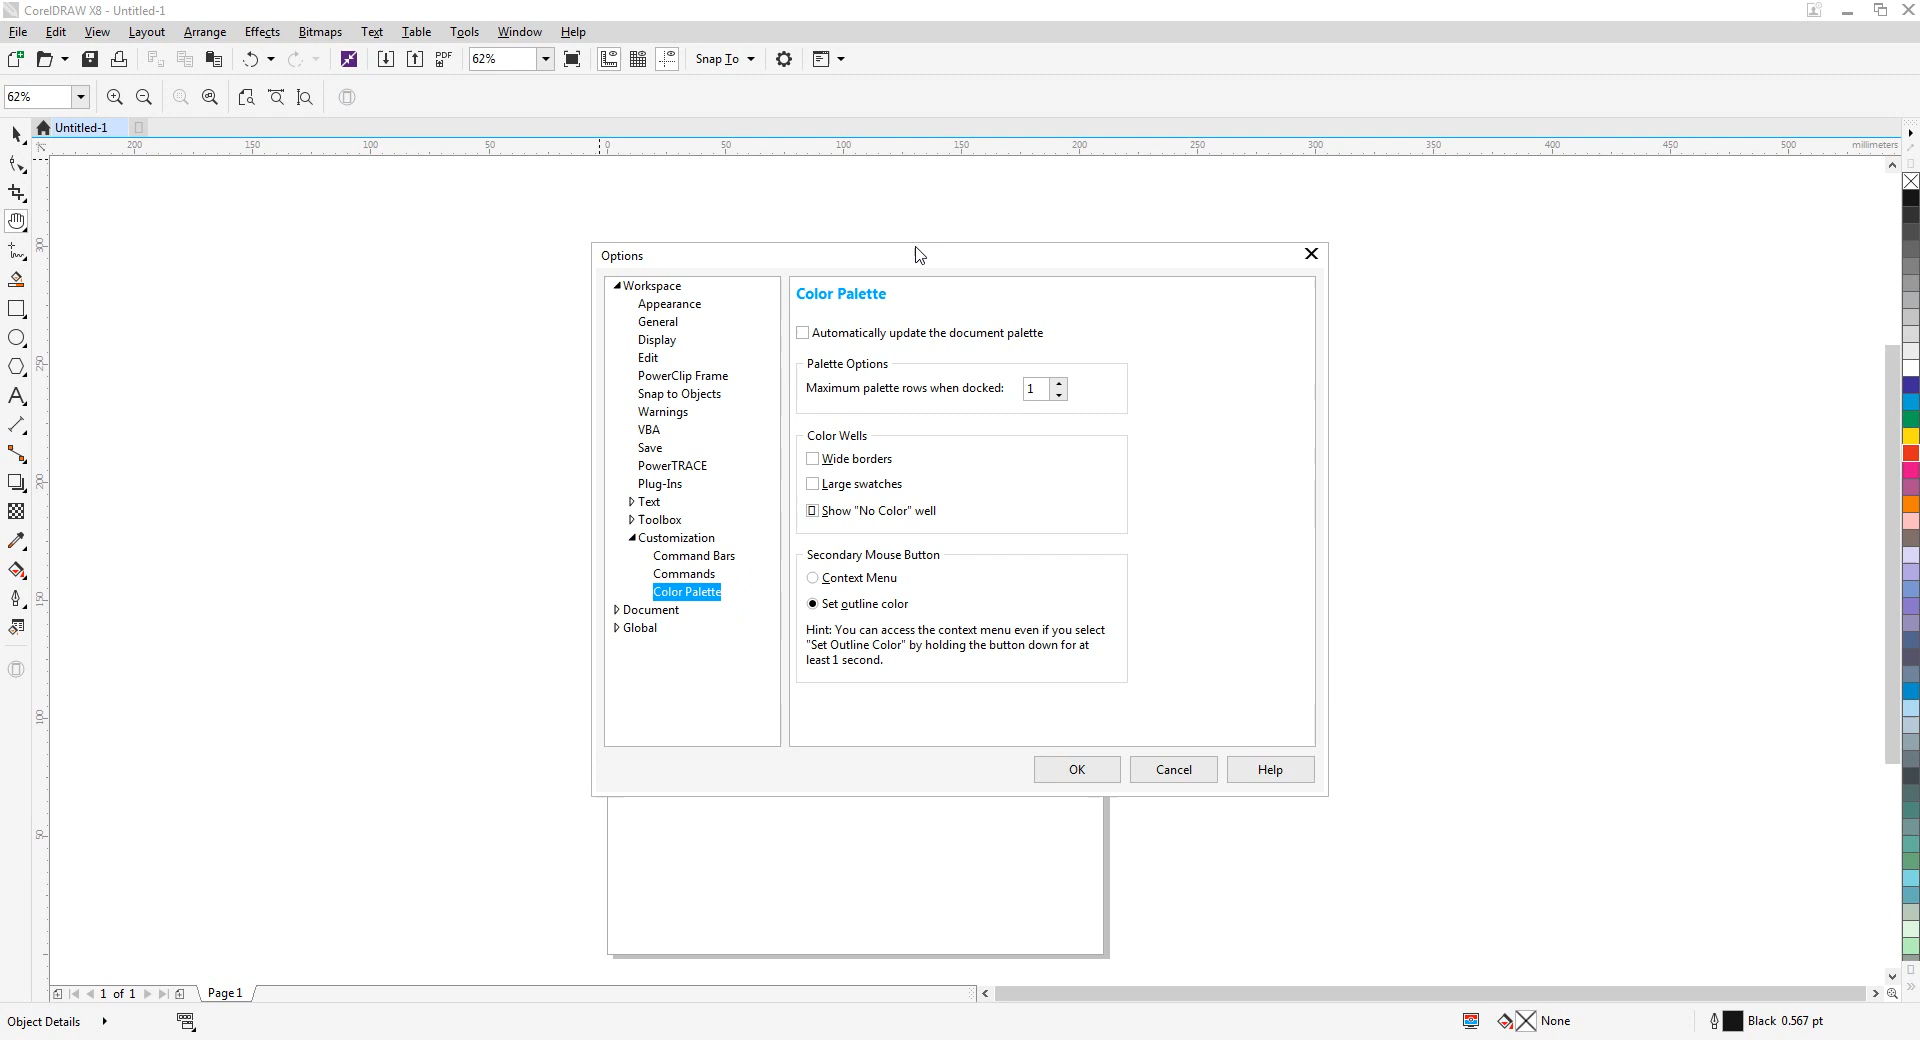 CorelDRAW X8 - Untitled-1
File Edit View Layout Arrange Effects Bitmaps Text Table Tools Window Help
PDF 62% Snap To
62%
Untitled-1
200 150 100 50 0 50 100 150 200 250 300 350 400 450 500 millimeters
300
250
200
150
100
50
Options
Workspace
Appearance
General
Display
Edit
PowerClip Frame
Snap to Objects
Warnings
VBA
Save
PowerTRACE
Plug-Ins
Text
Toolbox
Customization
Command Bars
Commands
Color Palette
Document
Global
Color Palette
Automatically update the document palette
Palette Options
Maximum palette rows when docked: 1
Color Wells
Wide borders
Large swatches
Show "No Color" well
Secondary Mouse Button
Context Menu
Set outline color
Hint: You can access the context menu even if you select
"Set Outline Color" by holding the button down for at
least 1 second.
OK Cancel Help
1 of 1 Page 1
Object Details None Black 0.567 pt